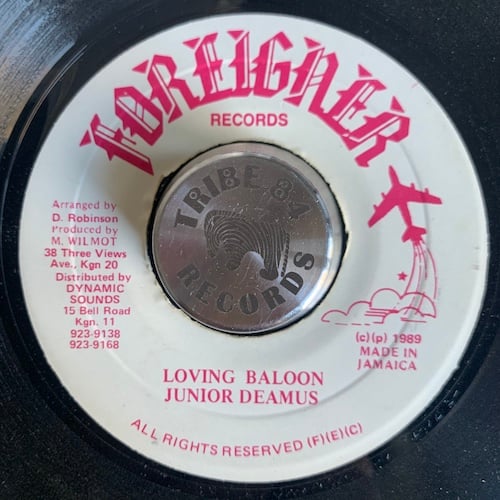 FOREIGNER
RECORDS
Arranged by
D. Robinson
Produced by
M. WILMOT
38 Three Views
Ave., Kgn 20
Distributed by
DYNAMIC
SOUNDS
15 Bell Road
Kgn. 11
923-9138
923-9168
TRIBE 84
RECORDS
(c)(p) 1989
MADE IN
JAMAICA
LOVING BALOON
JUNIOR DEAMUS
ALL RIGHTS RESERVED (F)(E)(C)